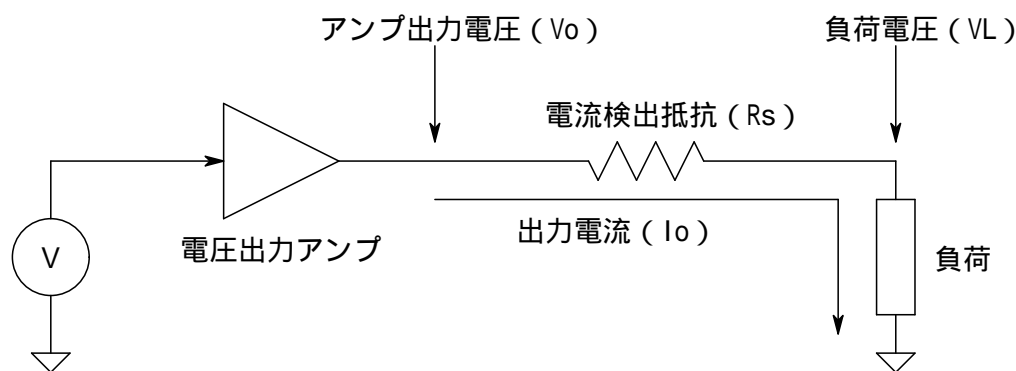 アンプ出力電圧（Vo）
負荷電圧（VL）
電流検出抵抗（Rs）
出力電流（Io）
電圧出力アンプ
V
負荷